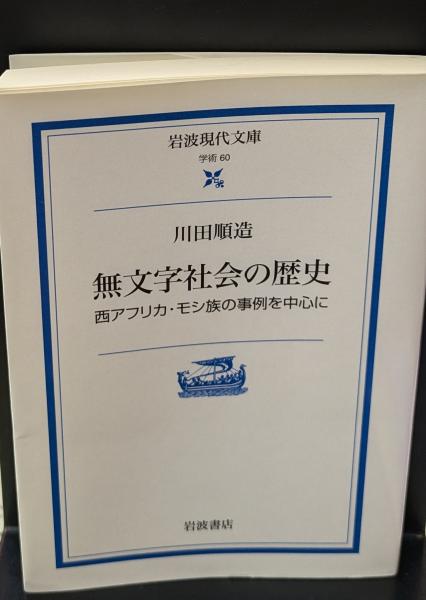 岩波現代文庫
学術 60
川田順造
無文字社会の歴史
西アフリカ・モシ族の事例を中心に
岩波書店